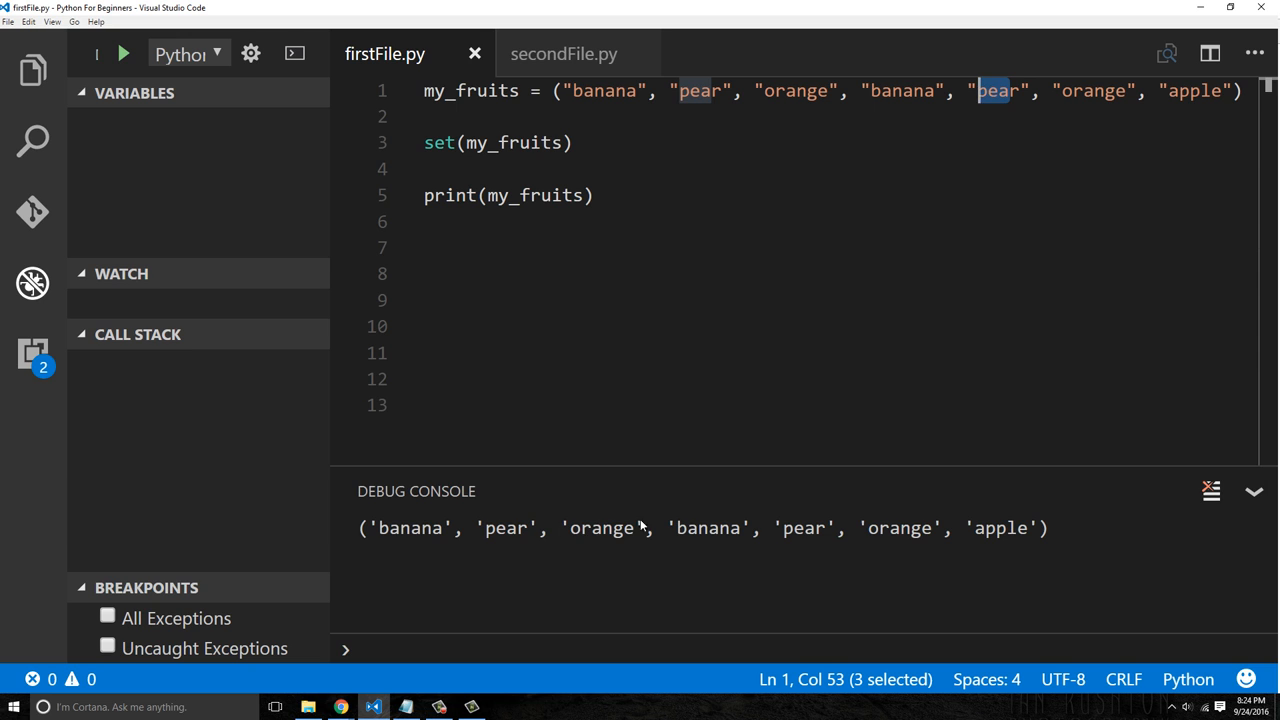 firstFile.py - Python For Beginners - Visual Studio Code
File Edit View Go Help
Python
firstFile.py
secondFile.py
VARIABLES
WATCH
CALL STACK
2
BREAKPOINTS
All Exceptions
Uncaught Exceptions
1 my_fruits = ("banana", "pear", "orange", "banana", "pear", "orange", "apple")
2
3 set(my_fruits)
4
5 print(my_fruits)
6
7
8
9
10
11
12
13
DEBUG CONSOLE
('banana', 'pear', 'orange', 'banana', 'pear', 'orange', 'apple')
0 0 Ln 1, Col 53 (3 selected) Spaces: 4 UTF-8 CRLF Python
I'm Cortana. Ask me anything.
8:24 PM
9/24/2016